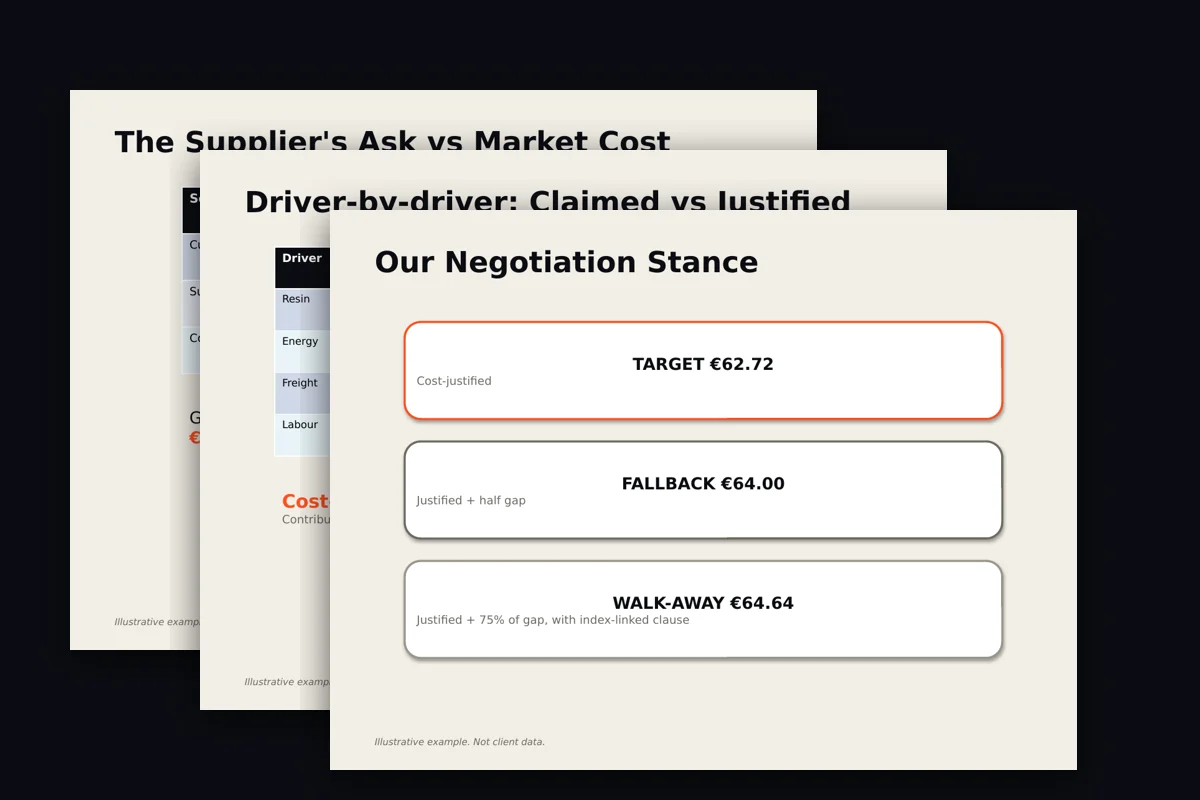 The Supplier's Ask vs Market Cost
Illustrative
Driver-by-driver: Claimed vs Justified
Driver
Resin
Energy
Freight
Labour
Illustrative
Our Negotiation Stance
TARGET €62.72
Cost-justified
FALLBACK €64.00
Justified + half gap
WALK-AWAY €64.64
Justified + 75% of gap, with index-linked clause
Illustrative example. Not client data.